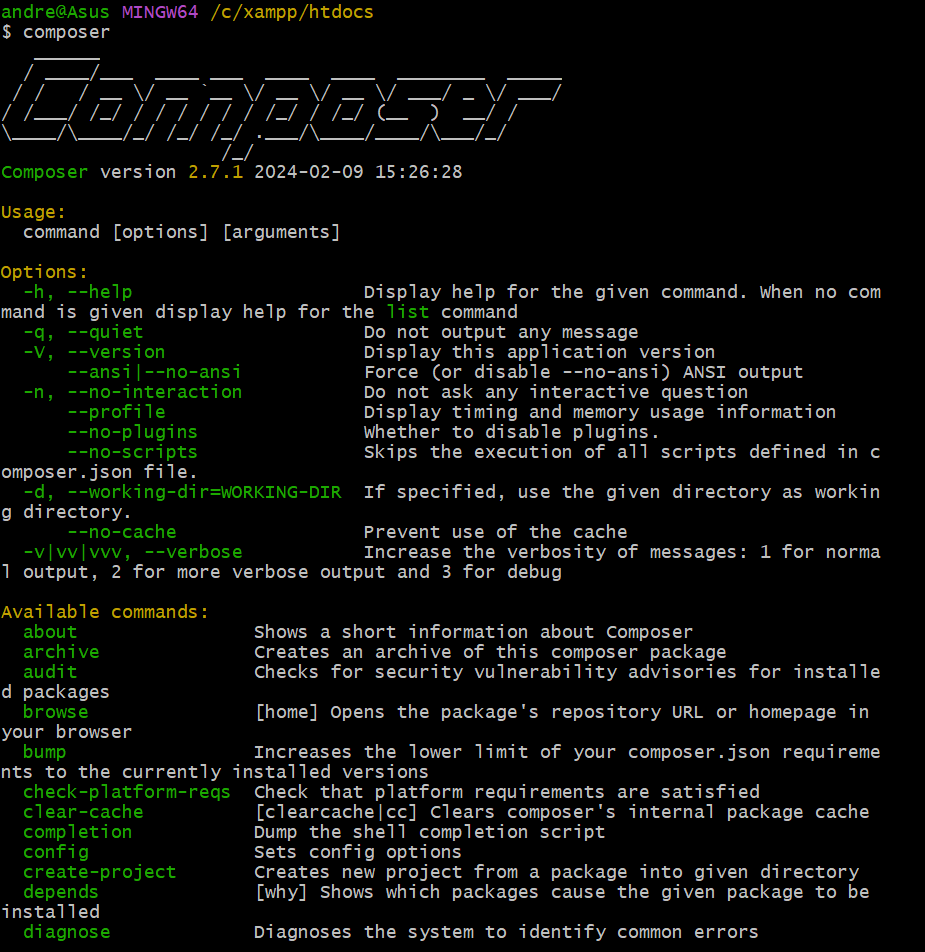 andre@Asus MINGW64 /c/xampp/htdocs
$ composer
   ______
  / ____/___  ____ ___  ____  ____  ________  _____
 / /   / __ \/ __ `__ \/ __ \/ __ \/ ___/ _ \/ ___/
/ /___/ /_/ / / / / / / /_/ / /_/ (__  )  __/ /
\____/\____/_/ /_/ /_/ .___/\____/____/\___/_/
                    /_/
Composer version 2.7.1 2024-02-09 15:26:28

Usage:
  command [options] [arguments]

Options:
  -h, --help                     Display help for the given command. When no com
mand is given display help for the list command
  -q, --quiet                    Do not output any message
  -V, --version                  Display this application version
      --ansi|--no-ansi           Force (or disable --no-ansi) ANSI output
  -n, --no-interaction           Do not ask any interactive question
      --profile                  Display timing and memory usage information
      --no-plugins               Whether to disable plugins.
      --no-scripts               Skips the execution of all scripts defined in c
omposer.json file.
  -d, --working-dir=WORKING-DIR  If specified, use the given directory as workin
g directory.
      --no-cache                 Prevent use of the cache
  -v|vv|vvv, --verbose           Increase the verbosity of messages: 1 for norma
l output, 2 for more verbose output and 3 for debug

Available commands:
  about                Shows a short information about Composer
  archive              Creates an archive of this composer package
  audit                Checks for security vulnerability advisories for installe
d packages
  browse               [home] Opens the package's repository URL or homepage in
your browser
  bump                 Increases the lower limit of your composer.json requireme
nts to the currently installed versions
  check-platform-reqs  Check that platform requirements are satisfied
  clear-cache          [clearcache|cc] Clears composer's internal package cache
  completion           Dump the shell completion script
  config               Sets config options
  create-project       Creates new project from a package into given directory
  depends              [why] Shows which packages cause the given package to be
installed
  diagnose             Diagnoses the system to identify common errors